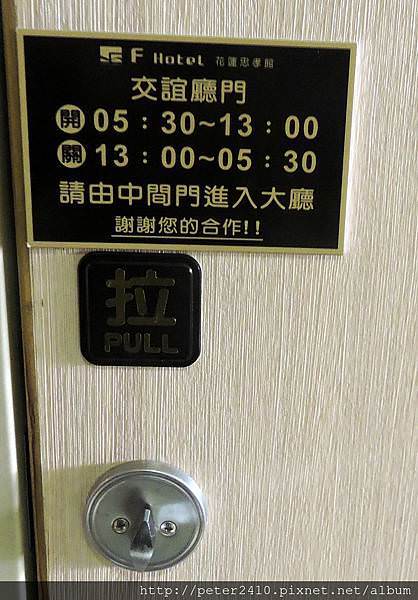 F HOTEL 花蓮忠孝館
交誼廳門
開 05：30~13：00
關 13：00~05：30
請由中間門進入大廳
謝謝您的合作!!
拉
PULL
http://peter2410.pixnet.net/album